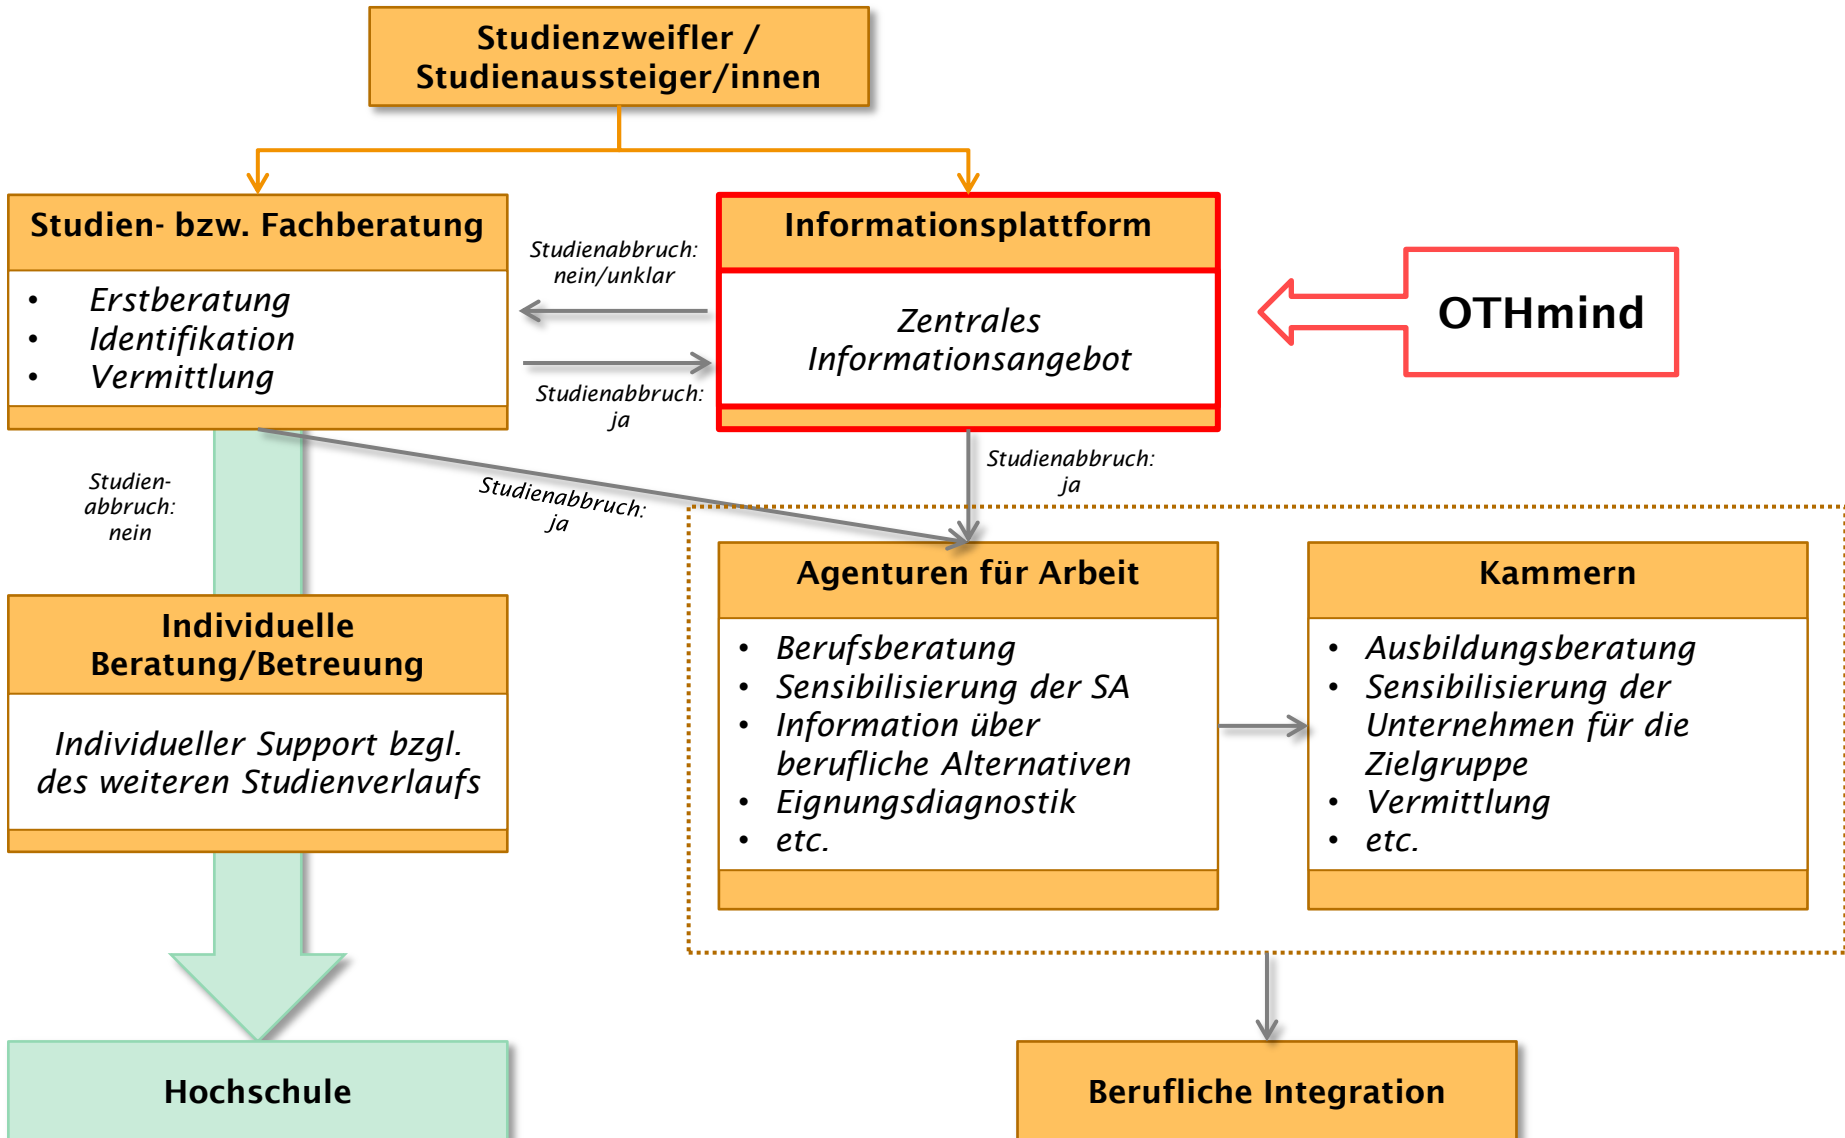 Studienzweifler /
Studienaussteiger/innen
Studien- bzw. Fachberatung
• Erstberatung
• Identifikation
• Vermittlung
Studienabbruch:
nein/unklar
Studienabbruch:
ja
Informationsplattform
Zentrales
Informationsangebot
OTHmind
Studien-
abbruch:
nein
Studienabbruch:
ja
Studienabbruch:
ja
Individuelle
Beratung/Betreuung
Individueller Support bzgl.
des weiteren Studienverlaufs
Agenturen für Arbeit
• Berufsberatung
• Sensibilisierung der SA
• Information über
berufliche Alternativen
• Eignungsdiagnostik
• etc.
Kammern
• Ausbildungsberatung
• Sensibilisierung der
Unternehmen für die
Zielgruppe
• Vermittlung
• etc.
Hochschule
Berufliche Integration